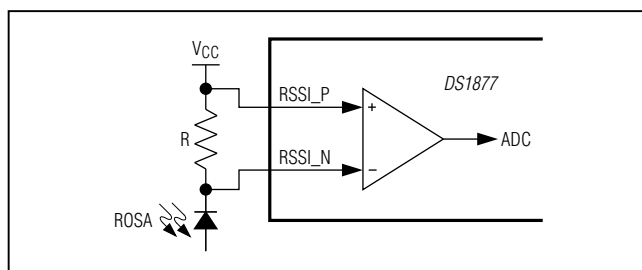 VCC
DS1877
RSSI_P
+
ADC
R
RSSI_N
−
ROSA